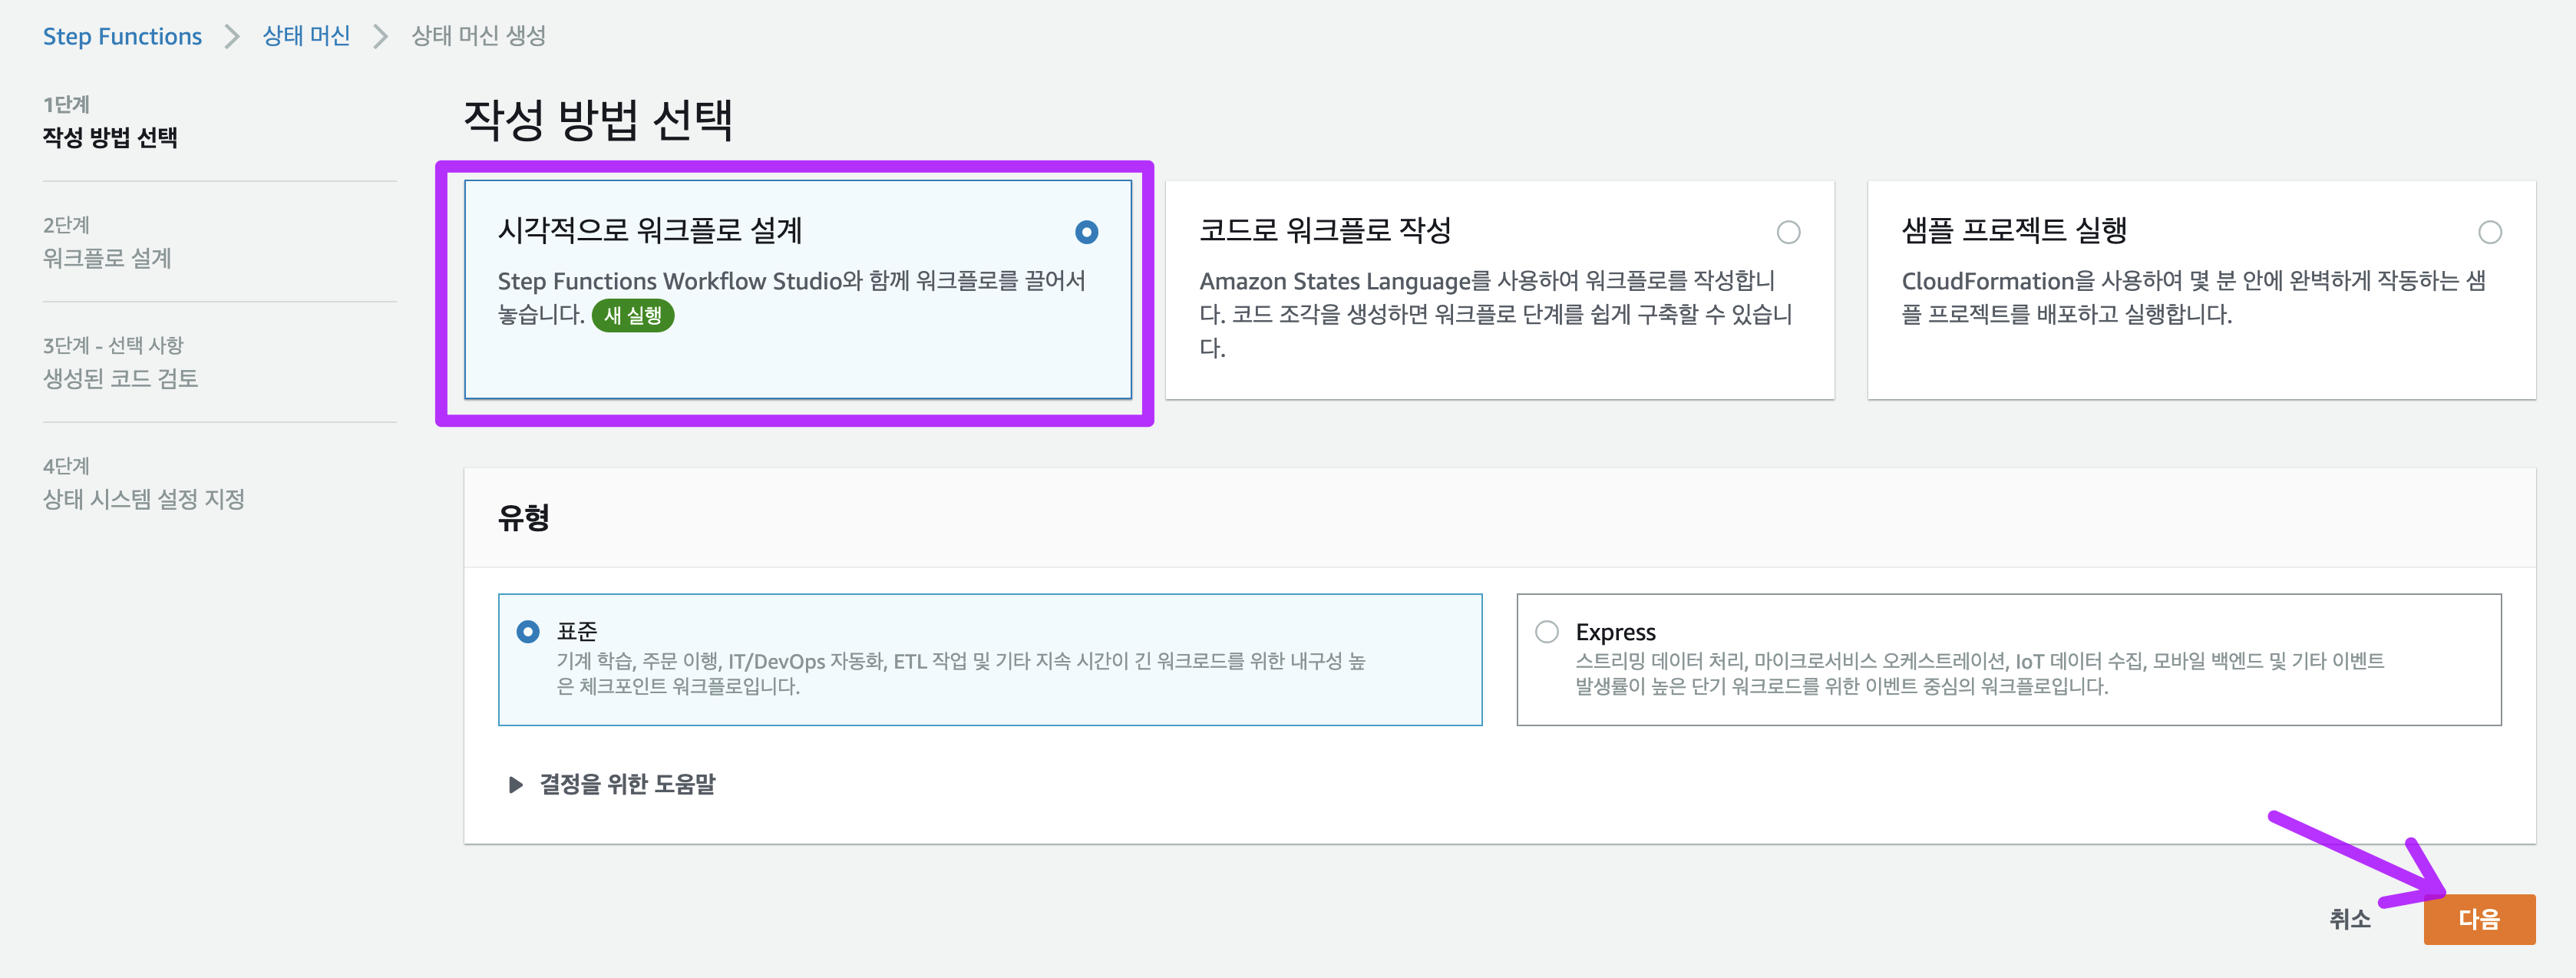 Step Functions > 상태 머신 > 상태 머신 생성
1단계
작성 방법 선택
2단계
워크플로 설계
3단계 - 선택 사항
생성된 코드 검토
4단계
상태 시스템 설정 지정
작성 방법 선택
시각적으로 워크플로 설계
Step Functions Workflow Studio와 함께 워크플로를 끌어서
놓습니다. 새 실행
코드로 워크플로 작성
Amazon States Language를 사용하여 워크플로를 작성합니
다. 코드 조각을 생성하면 워크플로 단계를 쉽게 구축할 수 있습니
다.
샘플 프로젝트 실행
CloudFormation을 사용하여 몇 분 안에 완벽하게 작동하는 샘
플 프로젝트를 배포하고 실행합니다.
유형
표준
기계 학습, 주문 이행, IT/DevOps 자동화, ETL 작업 및 기타 지속 시간이 긴 워크로드를 위한 내구성 높
은 체크포인트 워크플로입니다.
Express
스트리밍 데이터 처리, 마이크로서비스 오케스트레이션, IoT 데이터 수집, 모바일 백엔드 및 기타 이벤트
발생률이 높은 단기 워크로드를 위한 이벤트 중심의 워크플로입니다.
결정을 위한 도움말
취소
다음